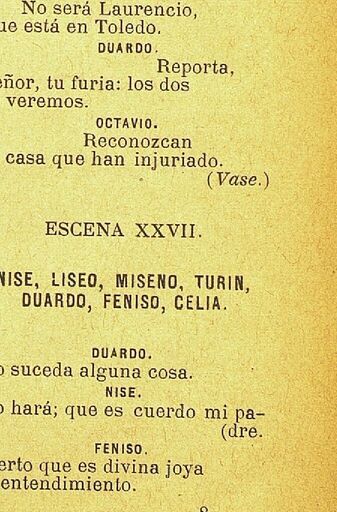 No será Laurencio,
ue está en Toledo.
DUARDO.
Reporta,
eñor, tu furia: los dos
veremos.
OCTAVIO.
Reconozcan
casa que han injuriado.
(Vase.)
ESCENA XXVII.
NISE, LISEO, MISENO, TURIN,
DUARDO, FENISO, CELIA.
DUARDO.
o suceda alguna cosa.
NISE.
o hará; que es cuerdo mi pa-
(dre.
FENISO.
erto que es divina joya
entendimiento.